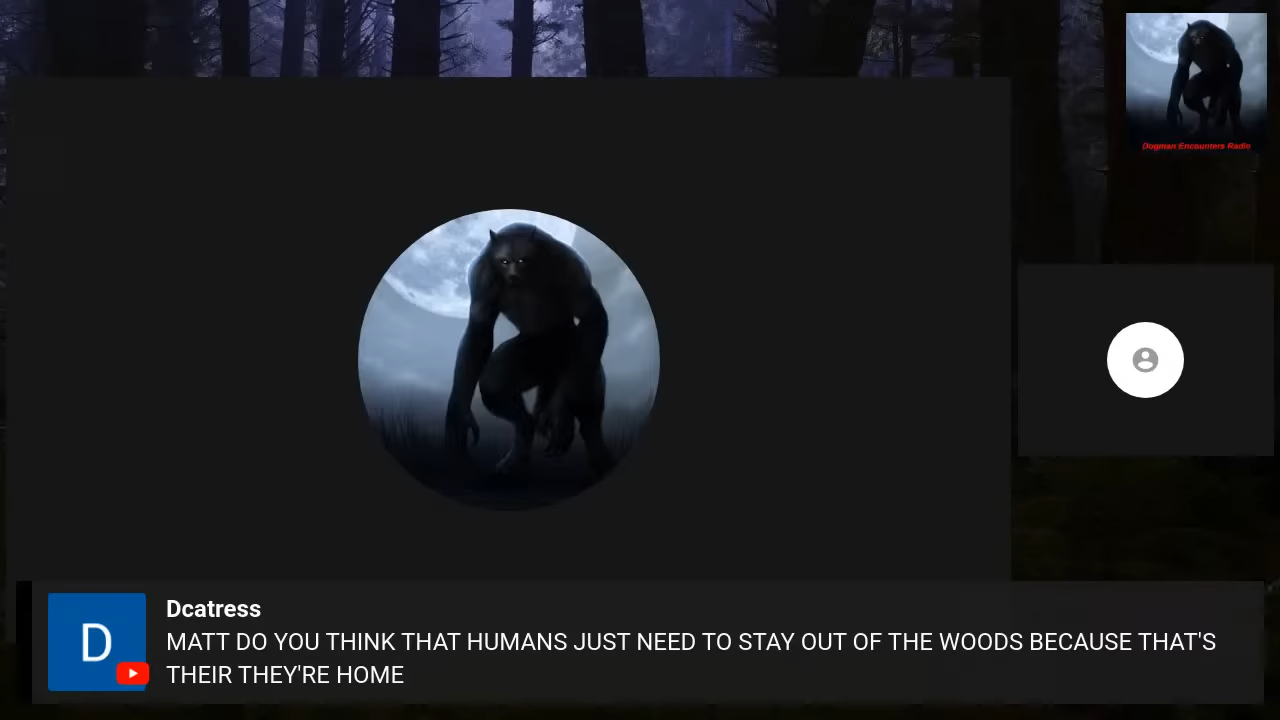 Dogman Encounters Radio
D
Dcatress
MATT DO YOU THINK THAT HUMANS JUST NEED TO STAY OUT OF THE WOODS BECAUSE THAT'S
THEIR THEY'RE HOME